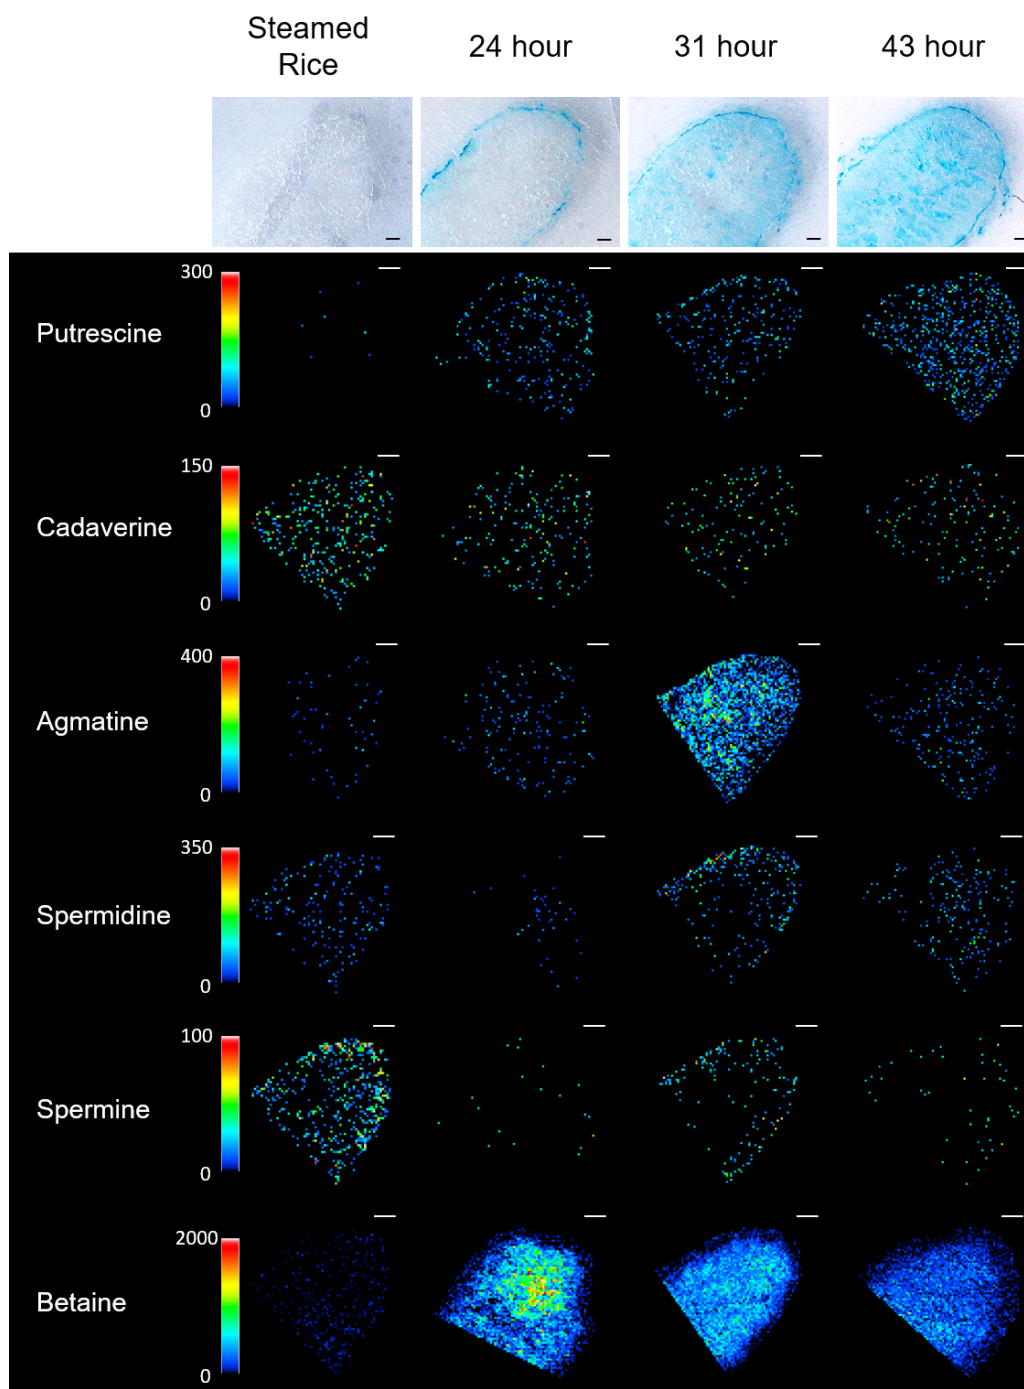 Steamed
Rice
24 hour
31 hour
43 hour
300
Putrescine
0
150
Cadaverine
0
400
Agmatine
0
350
Spermidine
0
100
Spermine
0
2000
Betaine
0